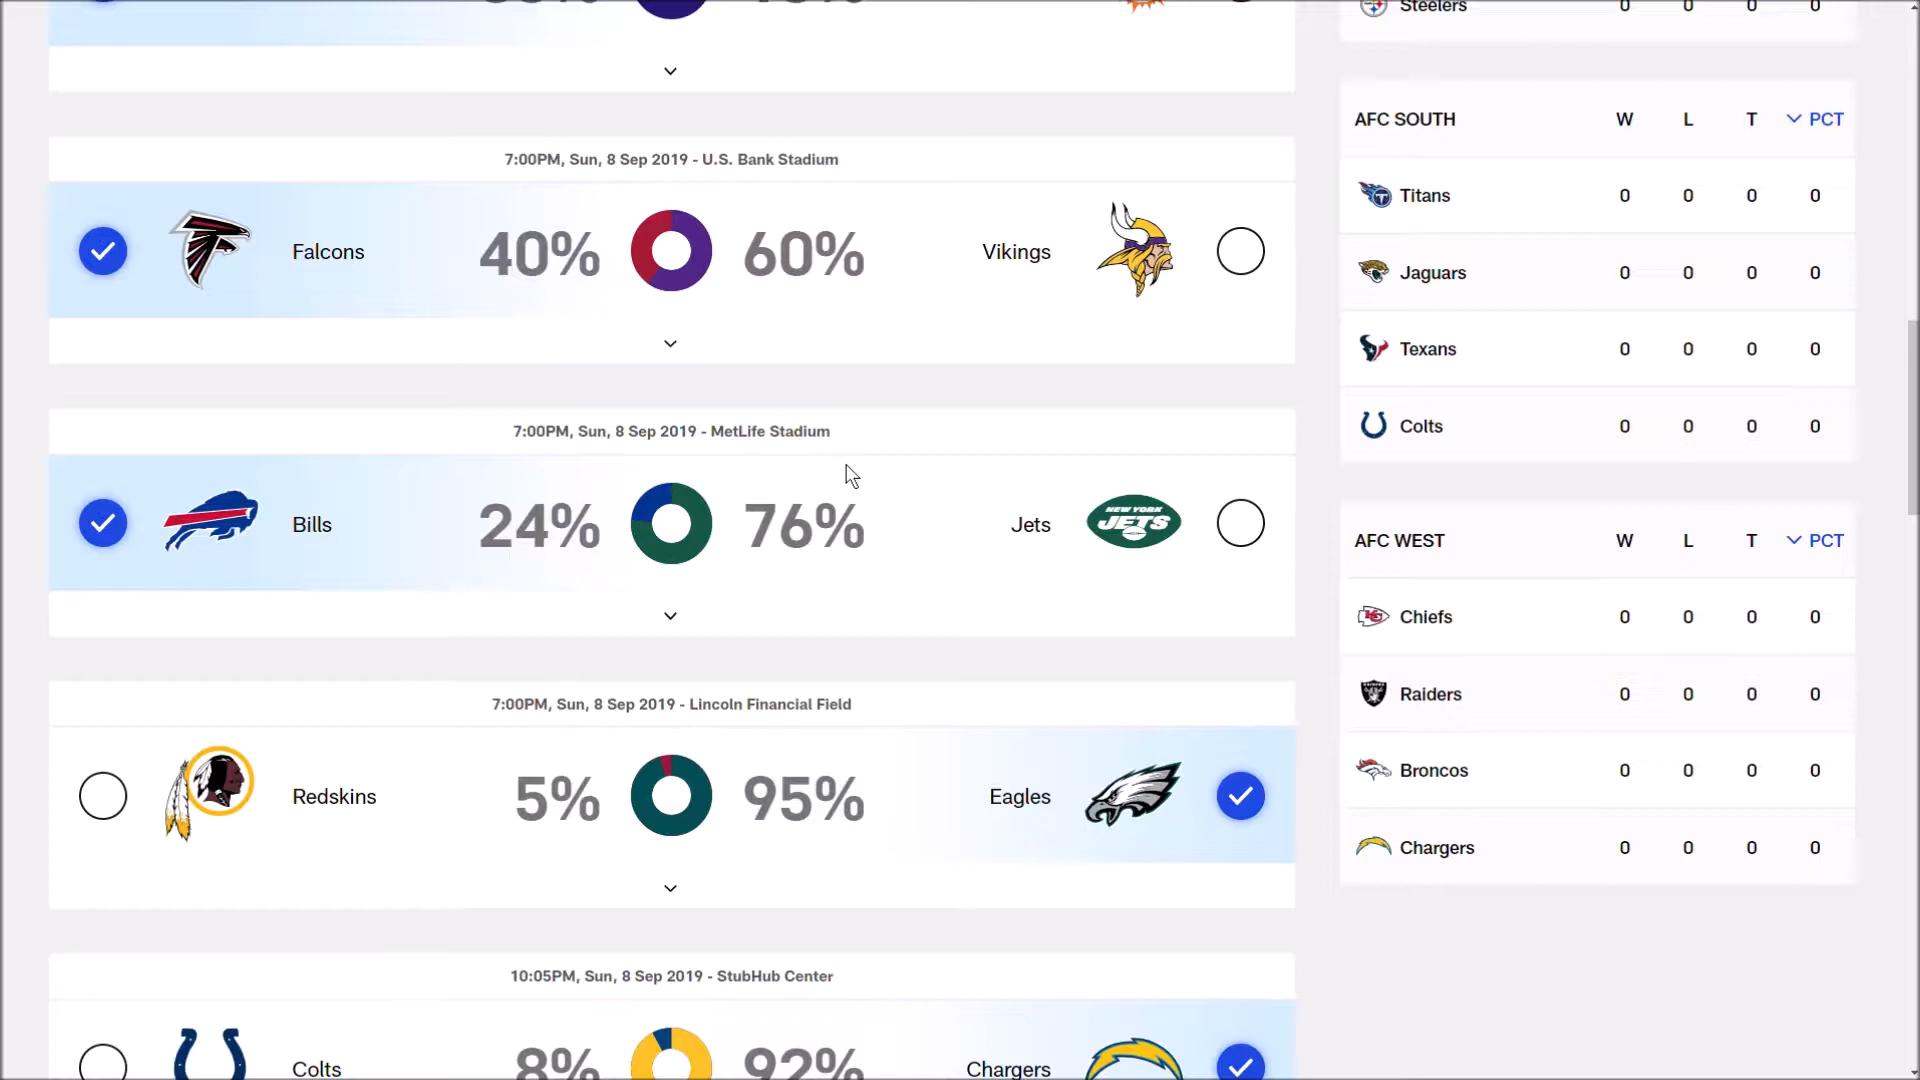 7:00PM, Sun, 8 Sep 2019 - U.S. Bank Stadium
Falcons 40% 60% Vikings
7:00PM, Sun, 8 Sep 2019 - MetLife Stadium
Bills 24% 76% Jets NEW YORK JETS
7:00PM, Sun, 8 Sep 2019 - Lincoln Financial Field
Redskins 5% 95% Eagles
10:05PM, Sun, 8 Sep 2019 - StubHub Center
Colts 8% 92% Chargers
Steelers 0 0 0 0
AFC SOUTH W L T PCT
Titans 0 0 0 0
Jaguars 0 0 0 0
Texans 0 0 0 0
Colts 0 0 0 0
AFC WEST W L T PCT
Chiefs 0 0 0 0
Raiders 0 0 0 0
Broncos 0 0 0 0
Chargers 0 0 0 0